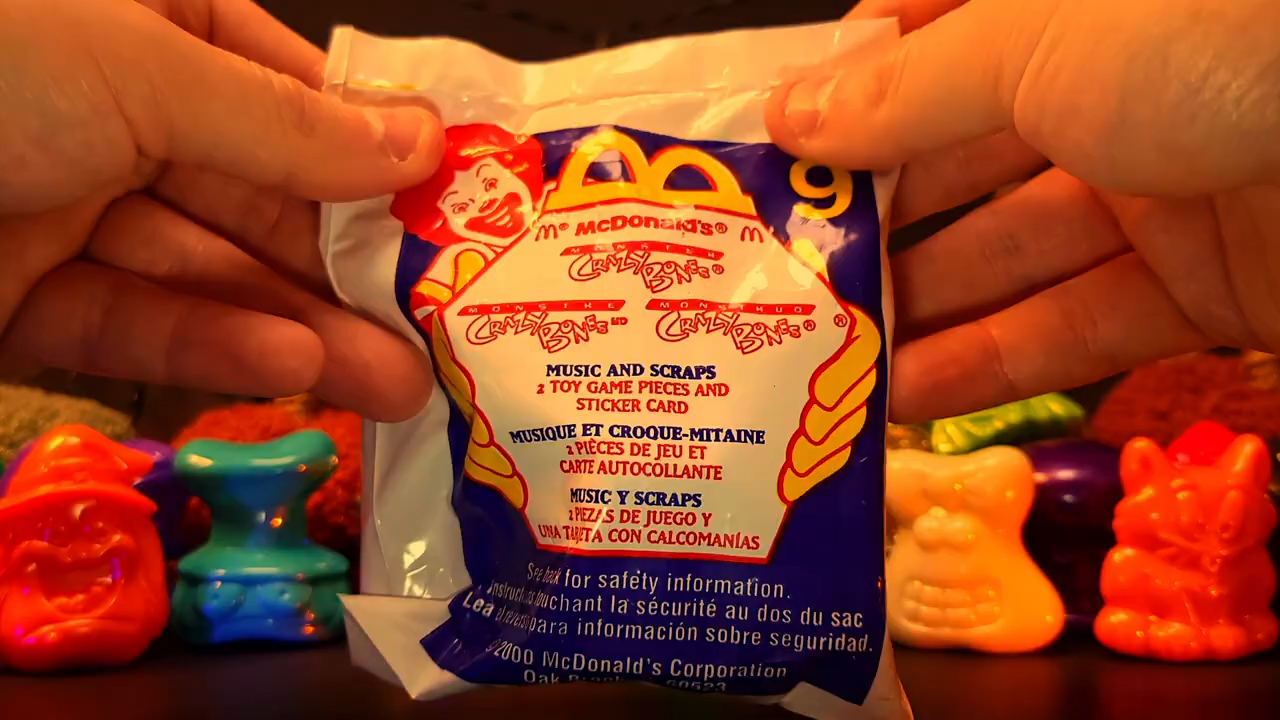 9
McDonald's®
MONSTER
CRAZY BONES®
MONSTRE
CRAZY BONES MD
MONSTRUO
CRAZY BONES® ®
MUSIC AND SCRAPS
2 TOY GAME PIECES AND
STICKER CARD
MUSIQUE ET CROQUE-MITAINE
2 PIÈCES DE JEU ET
CARTE AUTOCOLLANTE
MUSIC Y SCRAPS
2 PIEZAS DE JUEGO Y
UNA TARJETA CON CALCOMANÍAS
See back for safety information.
touchant la sécurité au dos du sac
Lea para información sobre seguridad.
©2000 McDonald's Corporation
Oak 60523